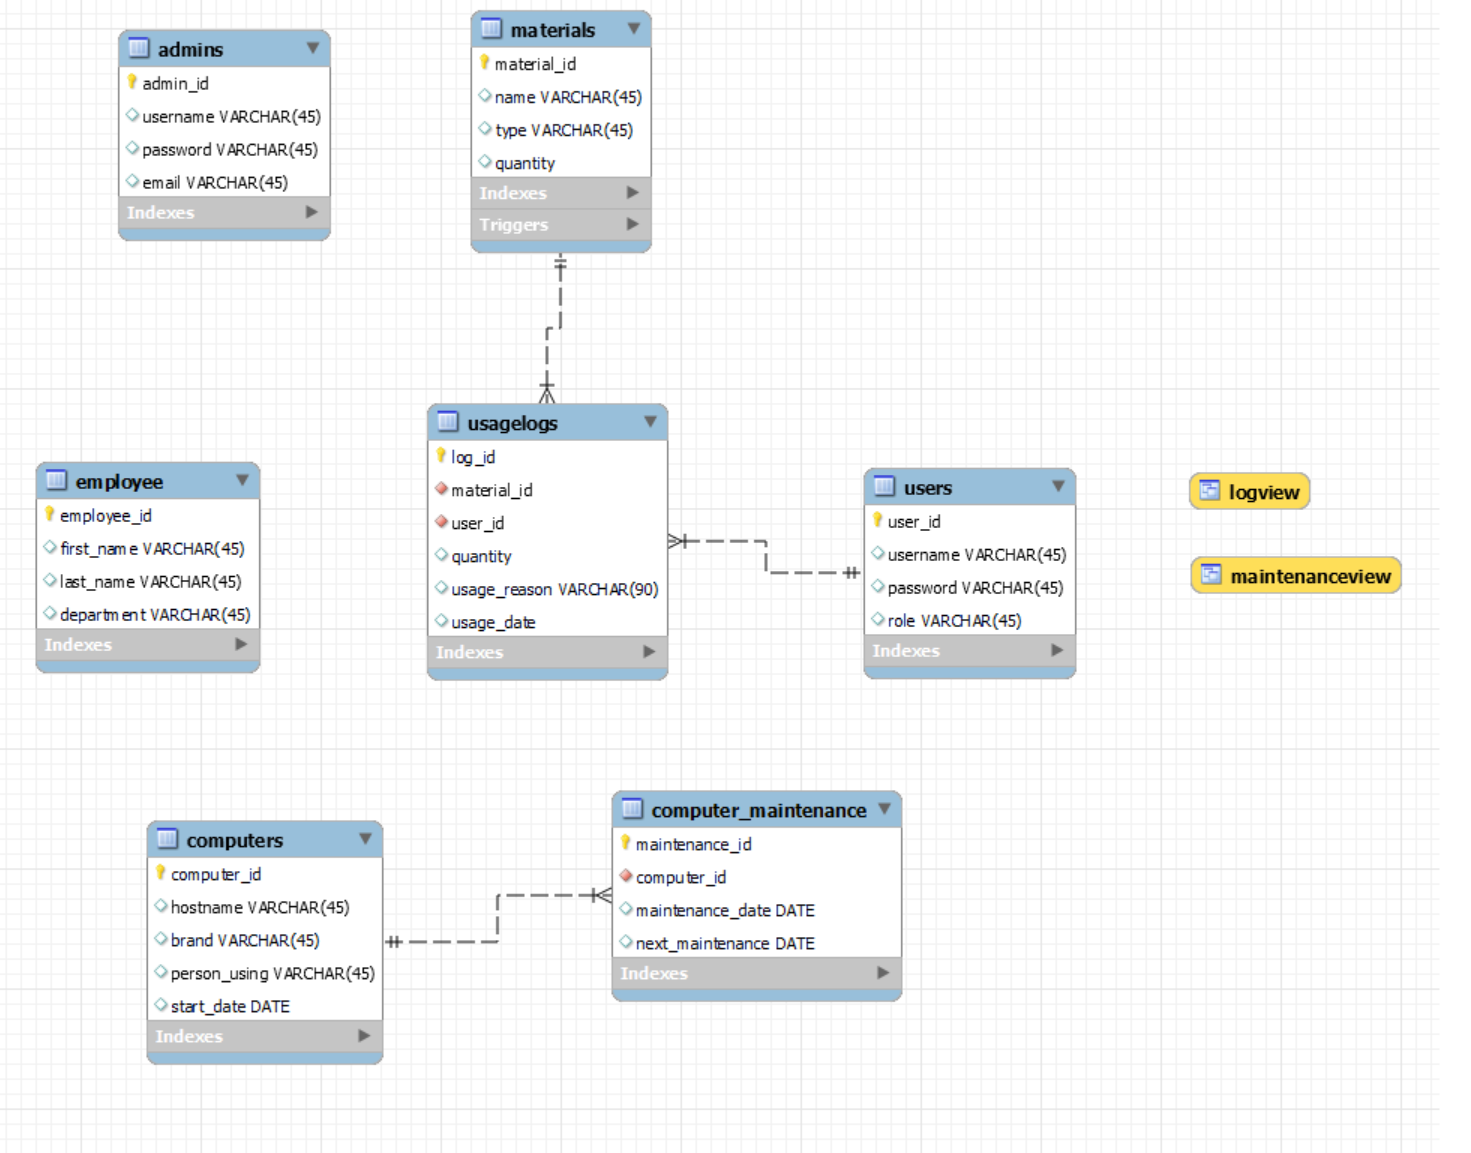 admins
admin_id
username VARCHAR(45)
password VARCHAR(45)
email VARCHAR(45)
Indexes
materials
material_id
name VARCHAR(45)
type VARCHAR(45)
quantity
Indexes
Triggers
employee
employee_id
first_name VARCHAR(45)
last_name VARCHAR(45)
department VARCHAR(45)
Indexes
usagelogs
log_id
material_id
user_id
quantity
usage_reason VARCHAR(90)
usage_date
Indexes
users
user_id
username VARCHAR(45)
password VARCHAR(45)
role VARCHAR(45)
Indexes
logview
maintenanceview
computers
computer_id
hostname VARCHAR(45)
brand VARCHAR(45)
person_using VARCHAR(45)
start_date DATE
Indexes
computer_maintenance
maintenance_id
computer_id
maintenance_date DATE
next_maintenance DATE
Indexes